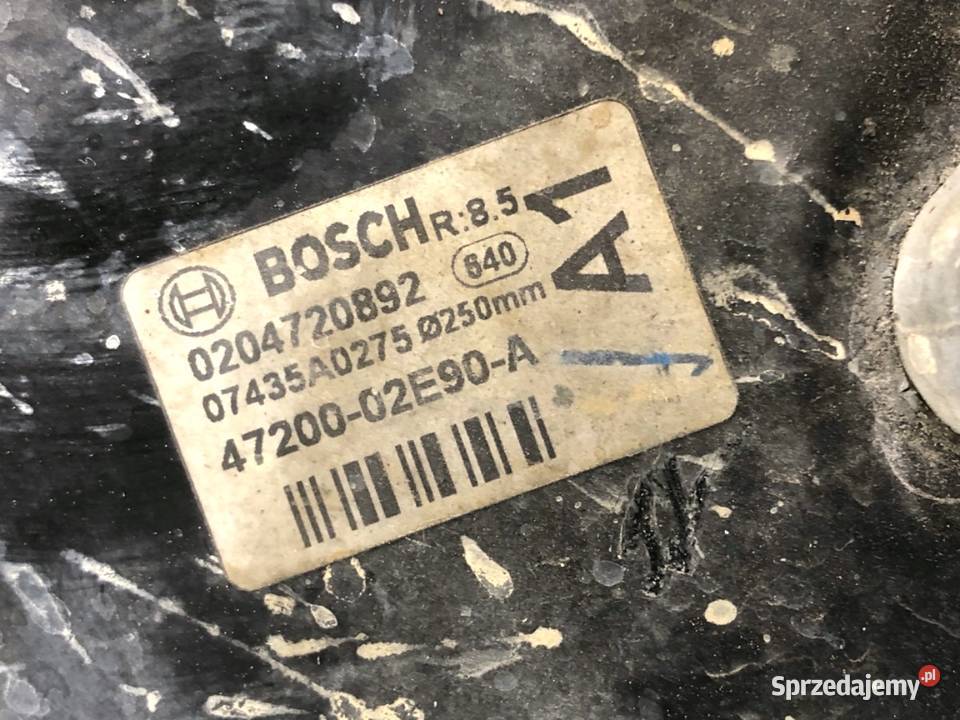 BOSCH R:8.5
A1
0204720892 640
07435A0275 Ø250mm
47200-02E90-A
Sprzedajemy.pl